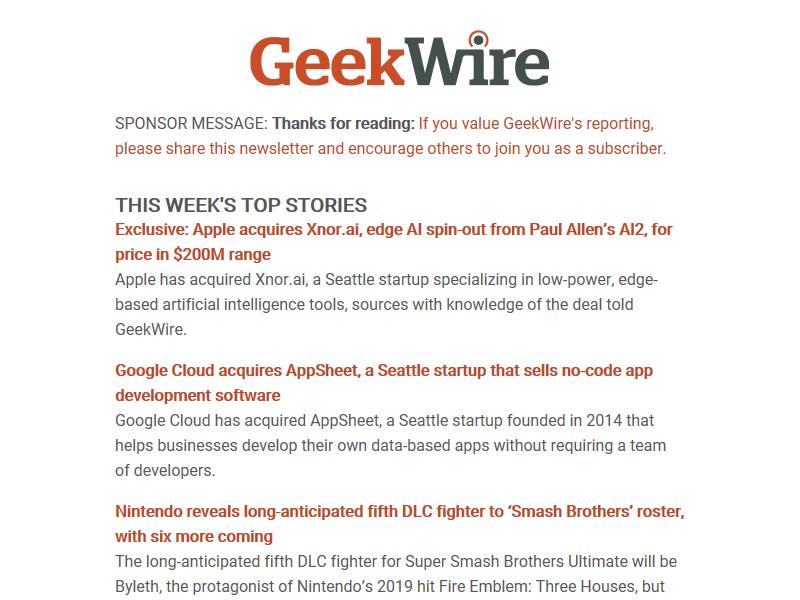 GeekWire
SPONSOR MESSAGE: Thanks for reading: If you value GeekWire's reporting,
please share this newsletter and encourage others to join you as a subscriber.
THIS WEEK'S TOP STORIES
Exclusive: Apple acquires Xnor.ai, edge AI spin-out from Paul Allen’s AI2, for
price in $200M range
Apple has acquired Xnor.ai, a Seattle startup specializing in low-power, edge-
based artificial intelligence tools, sources with knowledge of the deal told
GeekWire.
Google Cloud acquires AppSheet, a Seattle startup that sells no-code app
development software
Google Cloud has acquired AppSheet, a Seattle startup founded in 2014 that
helps businesses develop their own data-based apps without requiring a team
of developers.
Nintendo reveals long-anticipated fifth DLC fighter to ‘Smash Brothers’ roster,
with six more coming
The long-anticipated fifth DLC fighter for Super Smash Brothers Ultimate will be
Byleth, the protagonist of Nintendo’s 2019 hit Fire Emblem: Three Houses, but